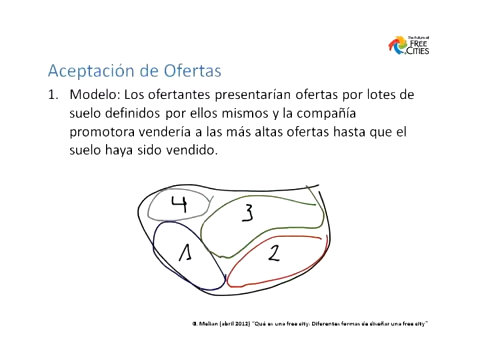 The Future of
FREE
CITIES
Aceptación de Ofertas
1. Modelo: Los ofertantes presentarían ofertas por lotes de
suelo definidos por ellos mismos y la compañía
promotora vendería a las más altas ofertas hasta que el
suelo haya sido vendido.
4
3
1
2
G. Melian (abril 2012) "Qué es una free city: Diferentes formas de diseñar una free city"